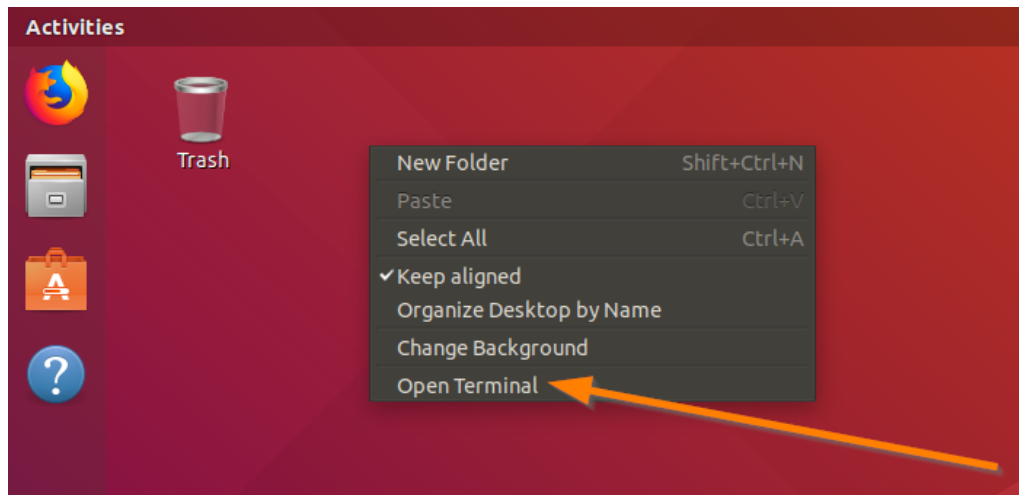 Activities
Trash
New Folder Shift+Ctrl+N
Paste Ctrl+V
Select All Ctrl+A
Keep aligned
Organize Desktop by Name
Change Background
Open Terminal